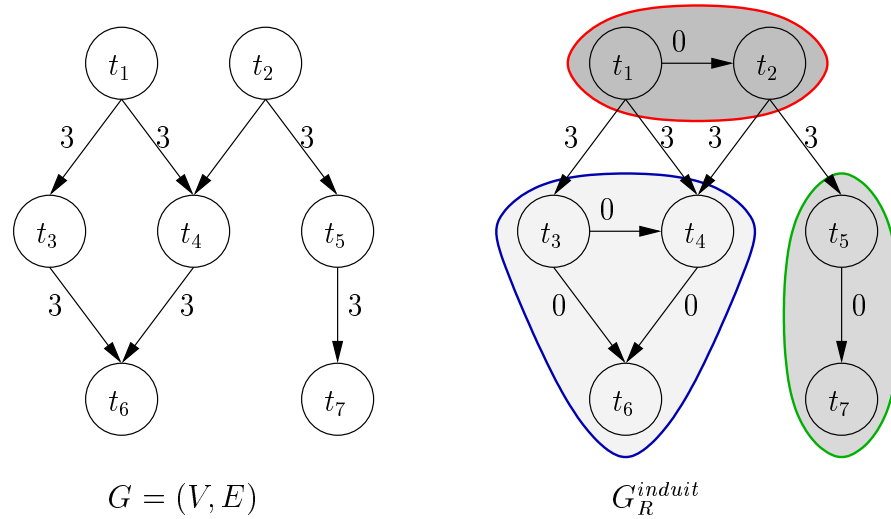 t₁ t₂
3 3 3
t₃ t₄ t₅
3 3 3
t₆ t₇
G = (V, E)
0
t₁ t₂
3 3 3 3
0
t₃ t₄ t₅
0 0 0
t₆ t₇
G_R^{induit}